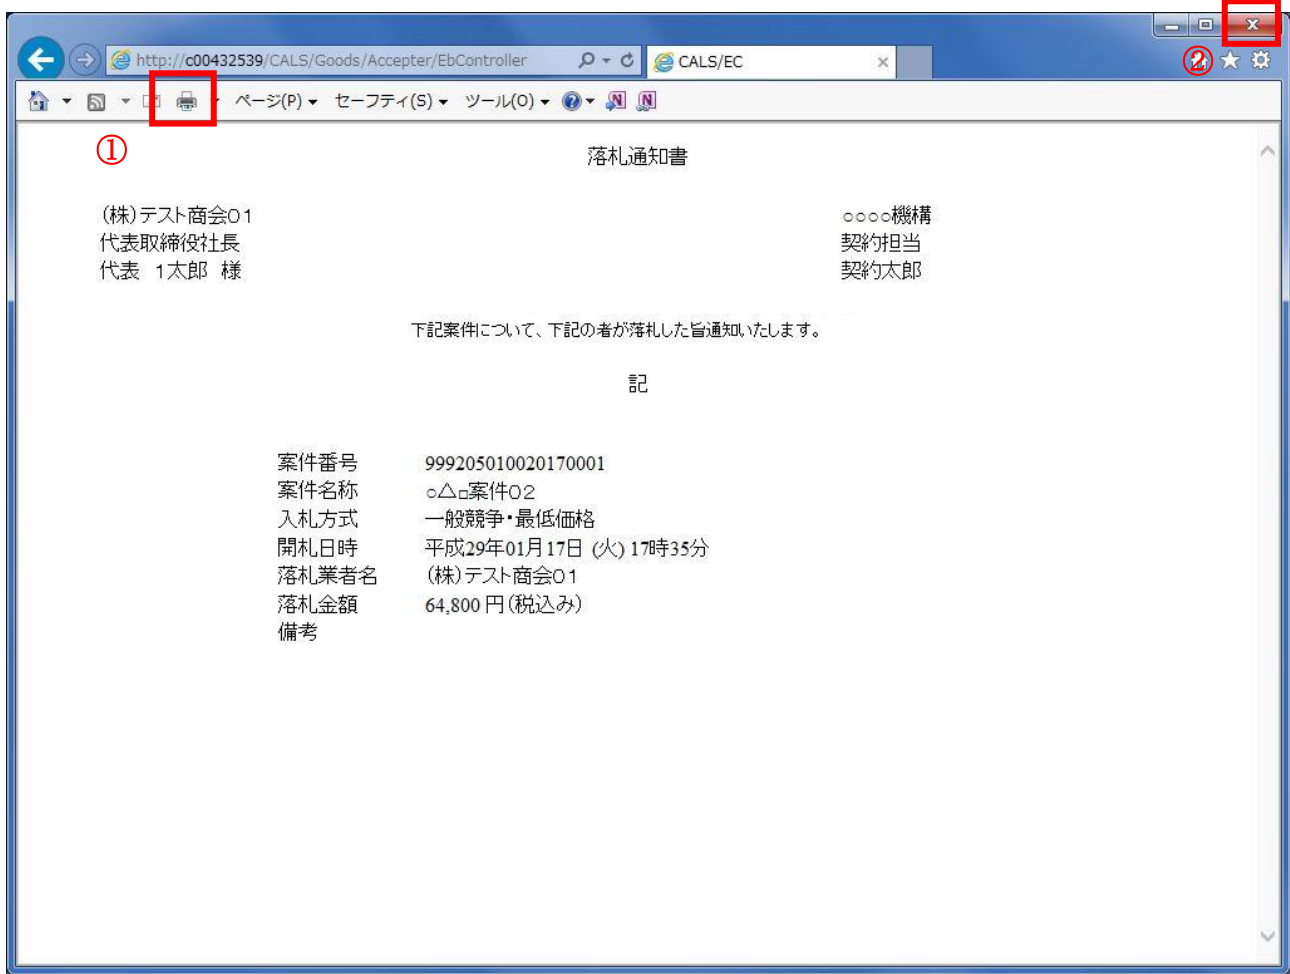 http://c00432539/CALS/Goods/Accepter/EbController
CALS/EC
②
ページ(P) セーフティ(S) ツール(O)
①
落札通知書
(株)テスト商会01
代表取締役社長
代表 1太郎 様
○○○○機構
契約担当
契約太郎
下記案件について、下記の者が落札した旨通知いたします。
記
案件番号 999205010020170001
案件名称 ○△□案件02
入札方式 一般競争・最低価格
開札日時 平成29年01月17日 (火) 17時35分
落札業者名 (株)テスト商会01
落札金額 64,800 円(税込み)
備考